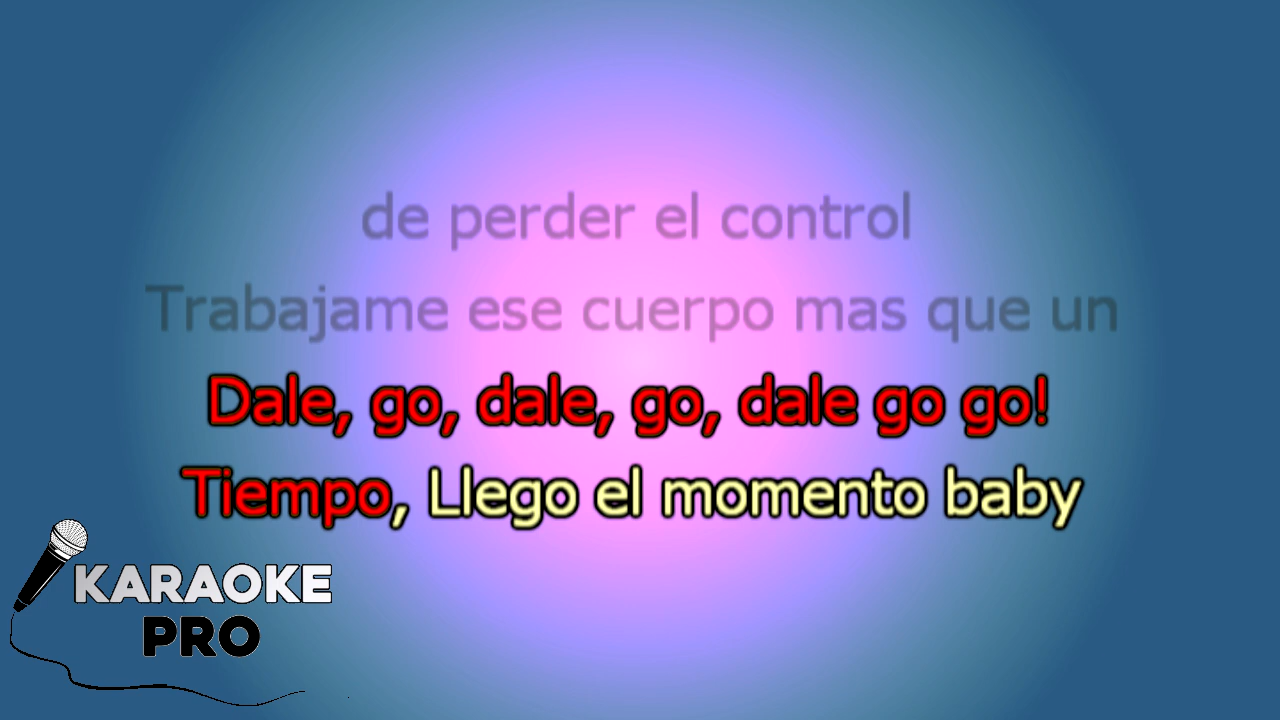 de perder el control
Trabajame ese cuerpo mas que un
Dale, go, dale, go, dale go go!
Tiempo, Llego el momento baby
KARAOKE
PRO